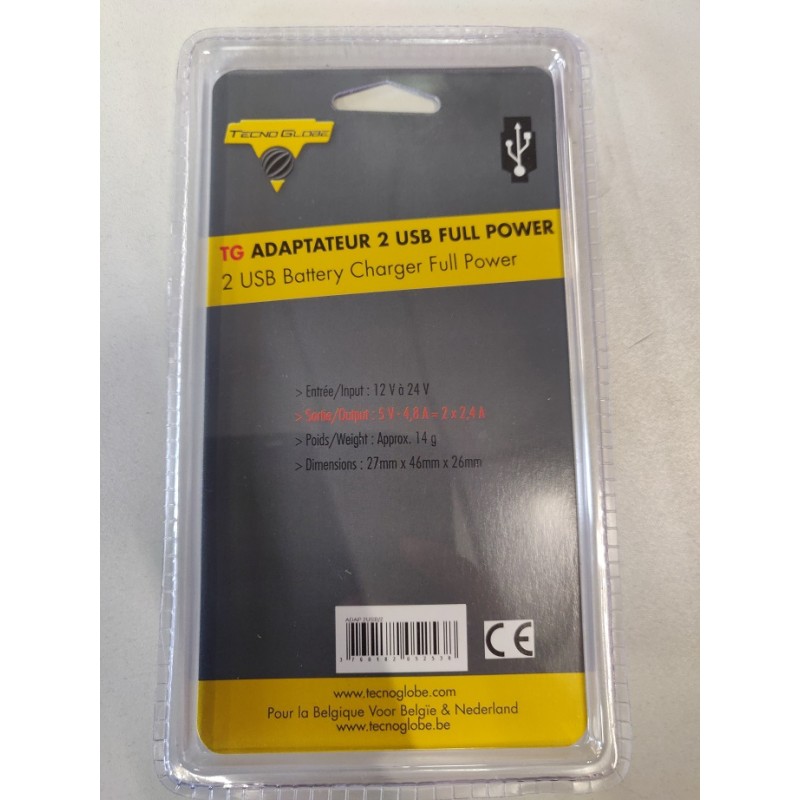 TECNO GLOBE
TG ADAPTATEUR 2 USB FULL POWER
2 USB Battery Charger Full Power
> Entrée/Input : 12 V à 24 V
> Sortie/Output : 5 V - 4,8 A = 2 x 2,4 A
> Poids/Weight : Approx. 14 g
> Dimensions : 27mm x 46mm x 26mm
CE
www.tecnoglobe.com
Pour la Belgique Voor Belgïe & Nederland
www.tecnoglobe.be